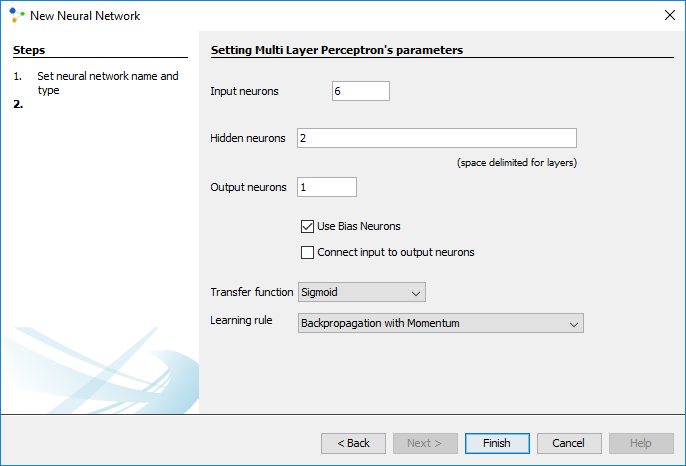 New Neural Network
Steps
1. Set neural network name and
type
2.
Setting Multi Layer Perceptron's parameters
Input neurons 6
Hidden neurons 2
(space delimited for layers)
Output neurons 1
Use Bias Neurons
Connect input to output neurons
Transfer function Sigmoid
Learning rule Backpropagation with Momentum
< Back Next > Finish Cancel Help